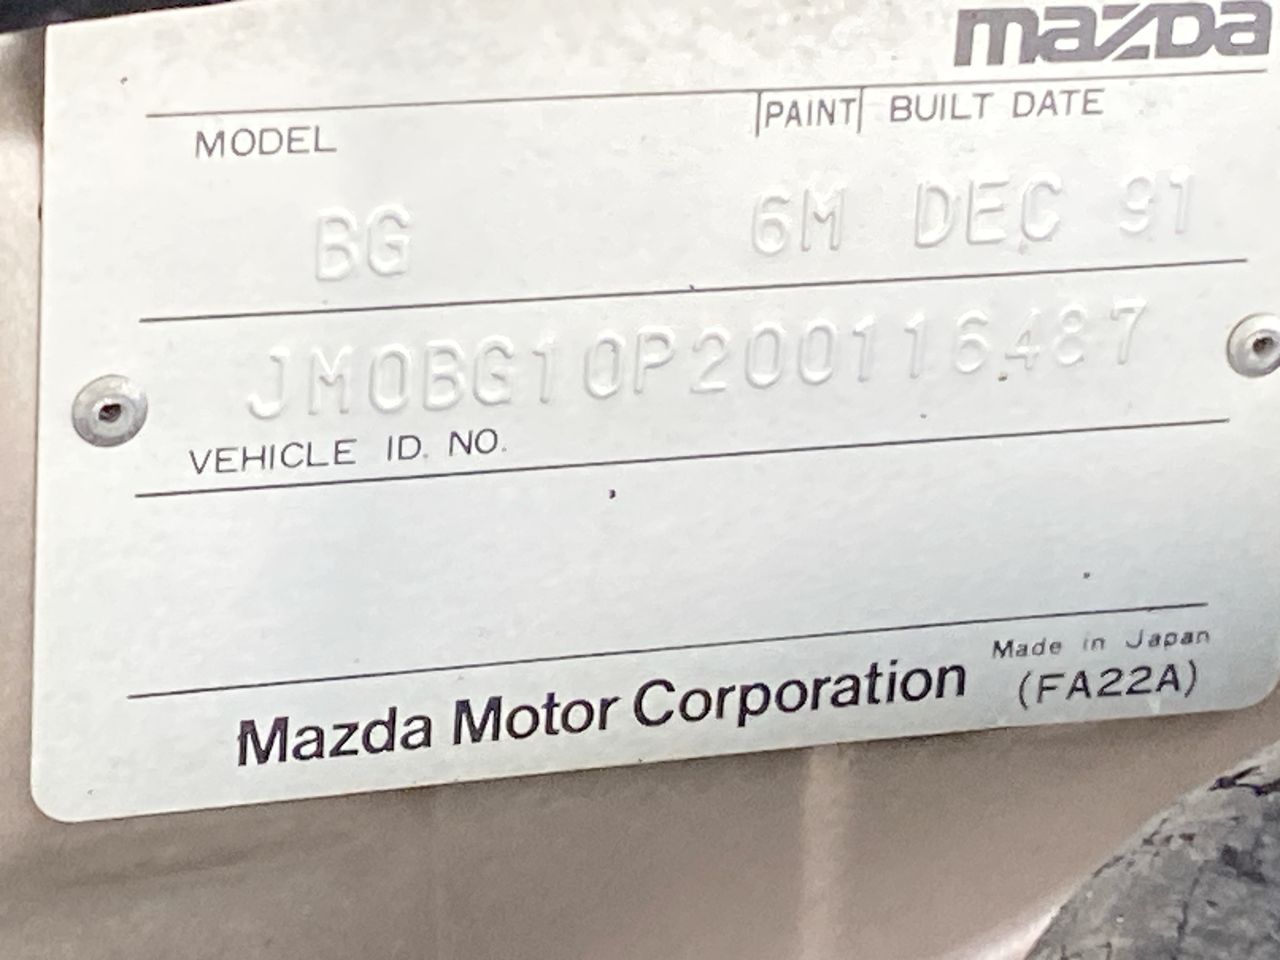 mazda
MODEL PAINT BUILT DATE
BG 6M DEC 91
JM0BG10P200116487
VEHICLE ID. NO.
Made in Japan
Mazda Motor Corporation (FA22A)